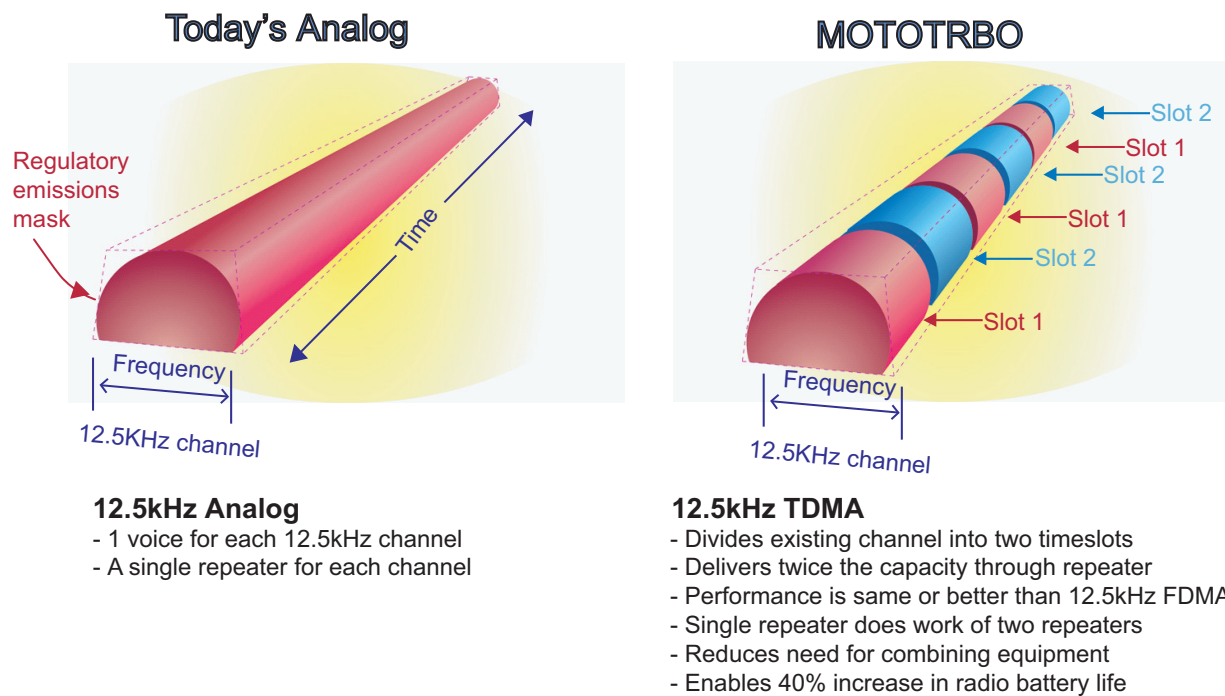 Today's Analog
Regulatory
emissions
mask
Time
Frequency
12.5KHz channel
12.5kHz Analog
- 1 voice for each 12.5kHz channel
- A single repeater for each channel
MOTOTRBO
Slot 2
Slot 1
Slot 2
Slot 1
Slot 2
Slot 1
Frequency
12.5KHz channel
12.5kHz TDMA
- Divides existing channel into two timeslots
- Delivers twice the capacity through repeater
- Performance is same or better than 12.5kHz FDMA
- Single repeater does work of two repeaters
- Reduces need for combining equipment
- Enables 40% increase in radio battery life